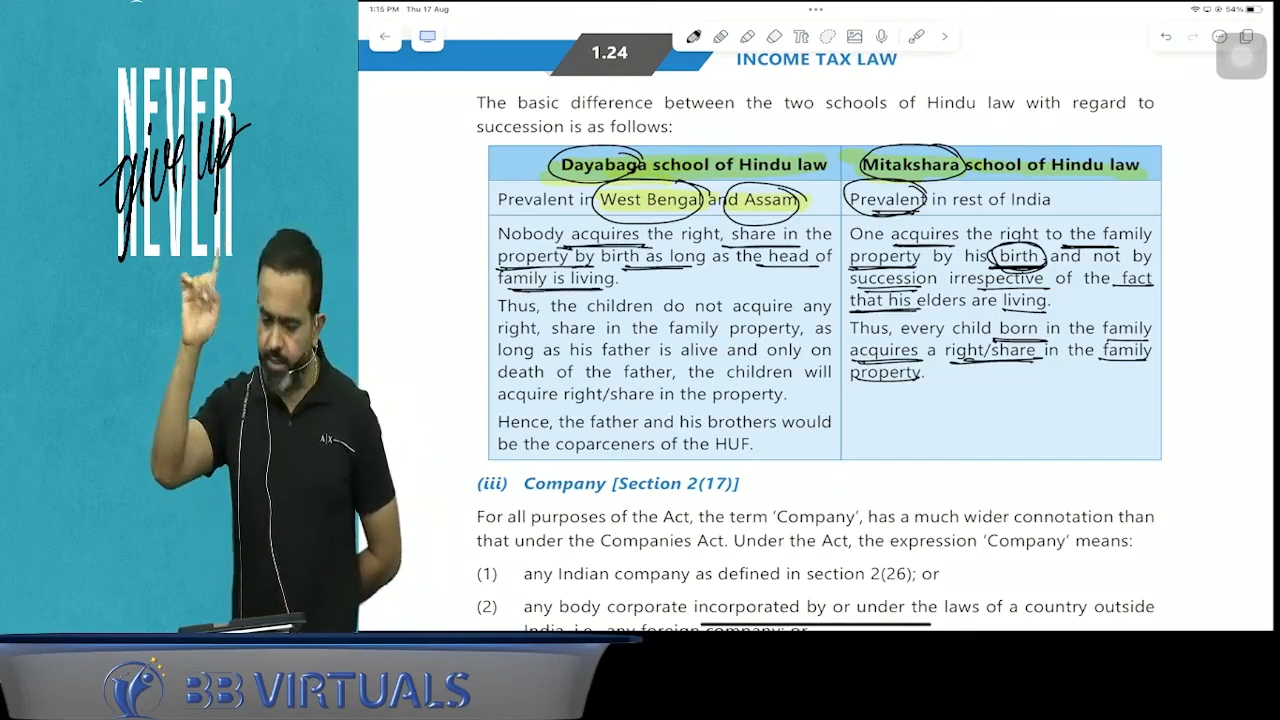 1:15 PM Thu 17 Aug
54%
NEVER
give up
NEVER
1.24
INCOME TAX LAW
The basic difference between the two schools of Hindu law with regard to
succession is as follows:
Dayabaga school of Hindu law
Mitakshara school of Hindu law
Prevalent in West Bengal and Assam
Prevalent in rest of India
Nobody acquires the right, share in the
property by birth as long as the head of
family is living.
Thus, the children do not acquire any
right, share in the family property, as
long as his father is alive and only on
death of the father, the children will
acquire right/share in the property.
Hence, the father and his brothers would
be the coparceners of the HUF.
One acquires the right to the family
property by his birth and not by
succession irrespective of the fact
that his elders are living.
Thus, every child born in the family
acquires a right/share in the family
property.
(iii) Company [Section 2(17)]
For all purposes of the Act, the term ‘Company’, has a much wider connotation than
that under the Companies Act. Under the Act, the expression ‘Company’ means:
(1) any Indian company as defined in section 2(26); or
(2) any body corporate incorporated by or under the laws of a country outside
India, i.e., any foreign company; or
A|X
BB VIRTUALS